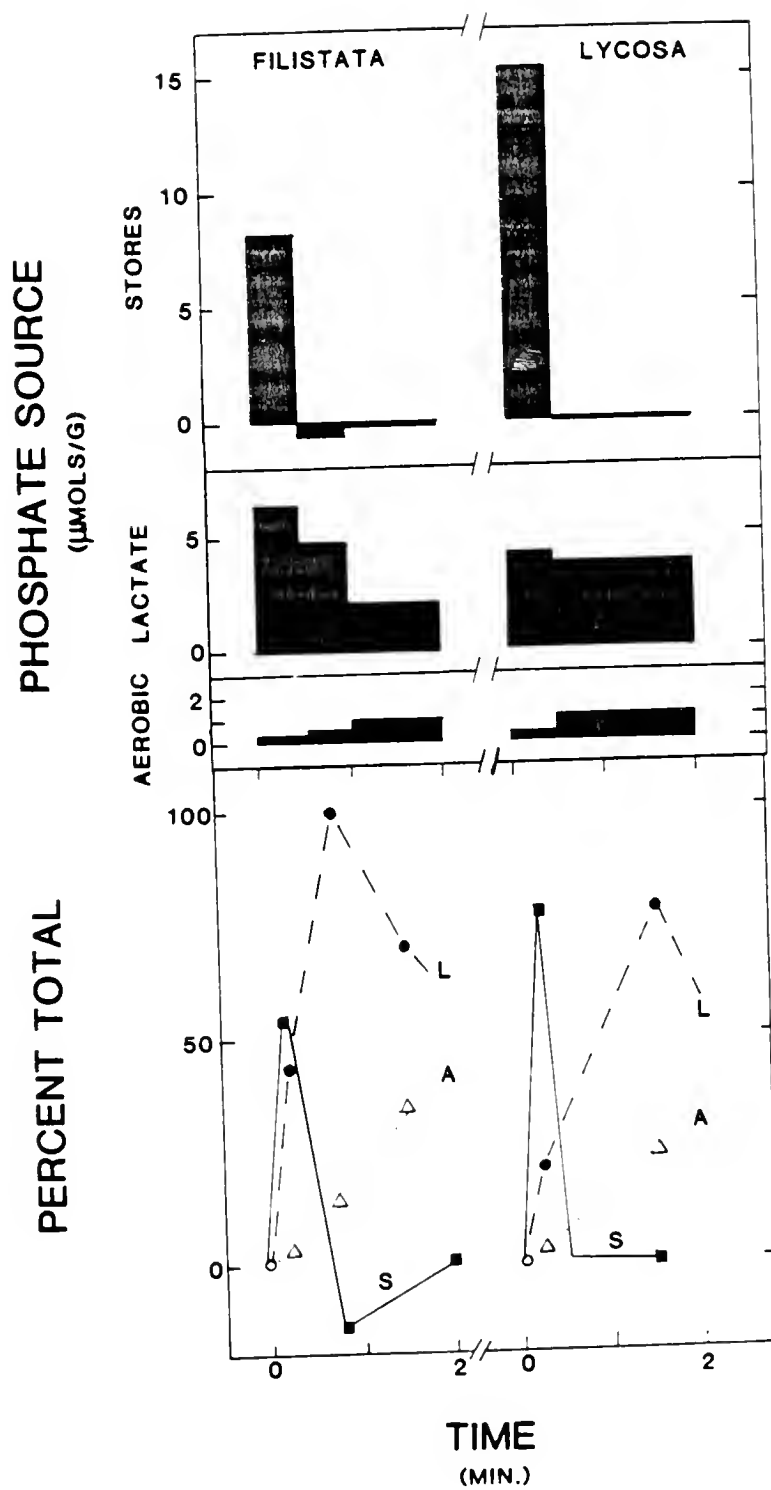 FILISTATA
LYCOSA
PHOSPHATE SOURCE
(µMOLS/G)
STORES
15
10
5
0
LACTATE
5
0
AEROBIC
2
0
PERCENT TOTAL
100
50
0
L
A
S
L
A
S
0
2
0
2
TIME
(MIN.)